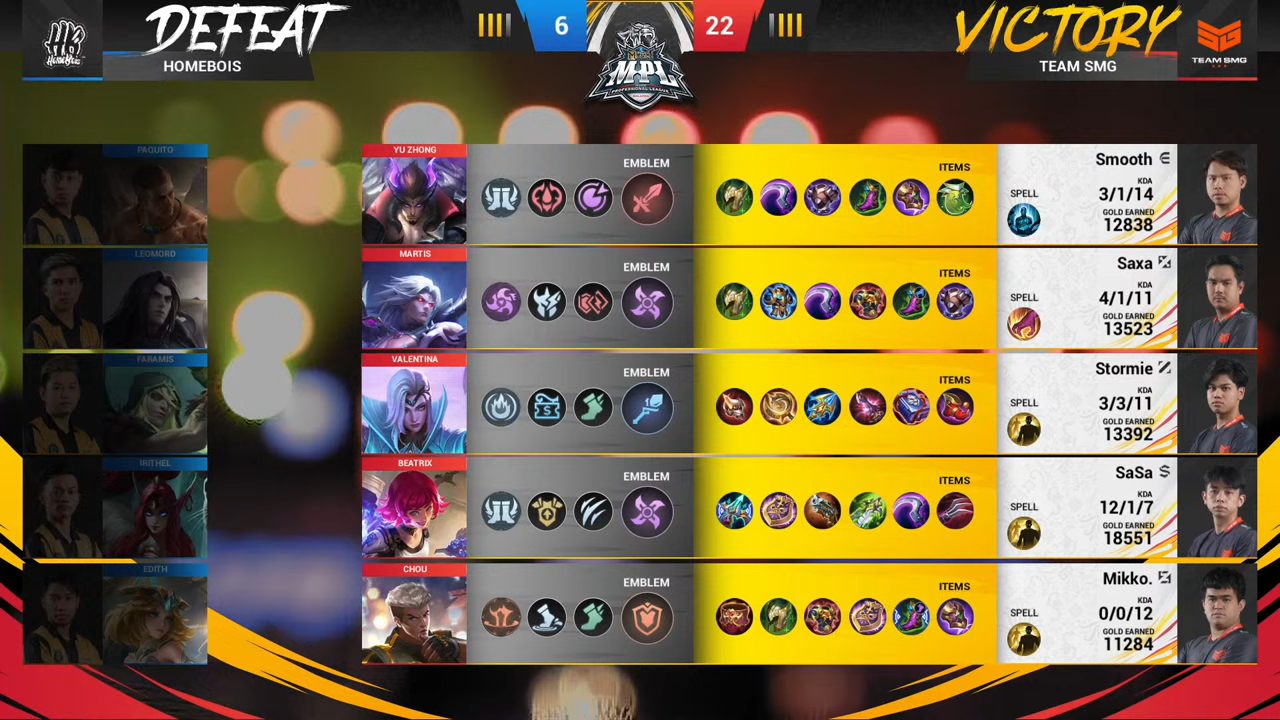 DEFEAT
HOMEBOIS
6
MPL
PROFESSIONAL LEAGUE
22
VICTORY
TEAM SMG
TEAM SMG
PAQUITO
LEOMORD
FARAMIS
IRITHEL
EDITH
YU ZHONG
EMBLEM
ITEMS
SPELL
Smooth
KDA
3/1/14
GOLD EARNED
12838
MARTIS
EMBLEM
ITEMS
SPELL
Saxa
KDA
4/1/11
GOLD EARNED
13523
VALENTINA
EMBLEM
ITEMS
SPELL
Stormie
KDA
3/3/11
GOLD EARNED
13392
BEATRIX
EMBLEM
ITEMS
SPELL
SaSa
KDA
12/1/7
GOLD EARNED
18551
CHOU
EMBLEM
ITEMS
SPELL
Mikko.
KDA
0/0/12
GOLD EARNED
11284